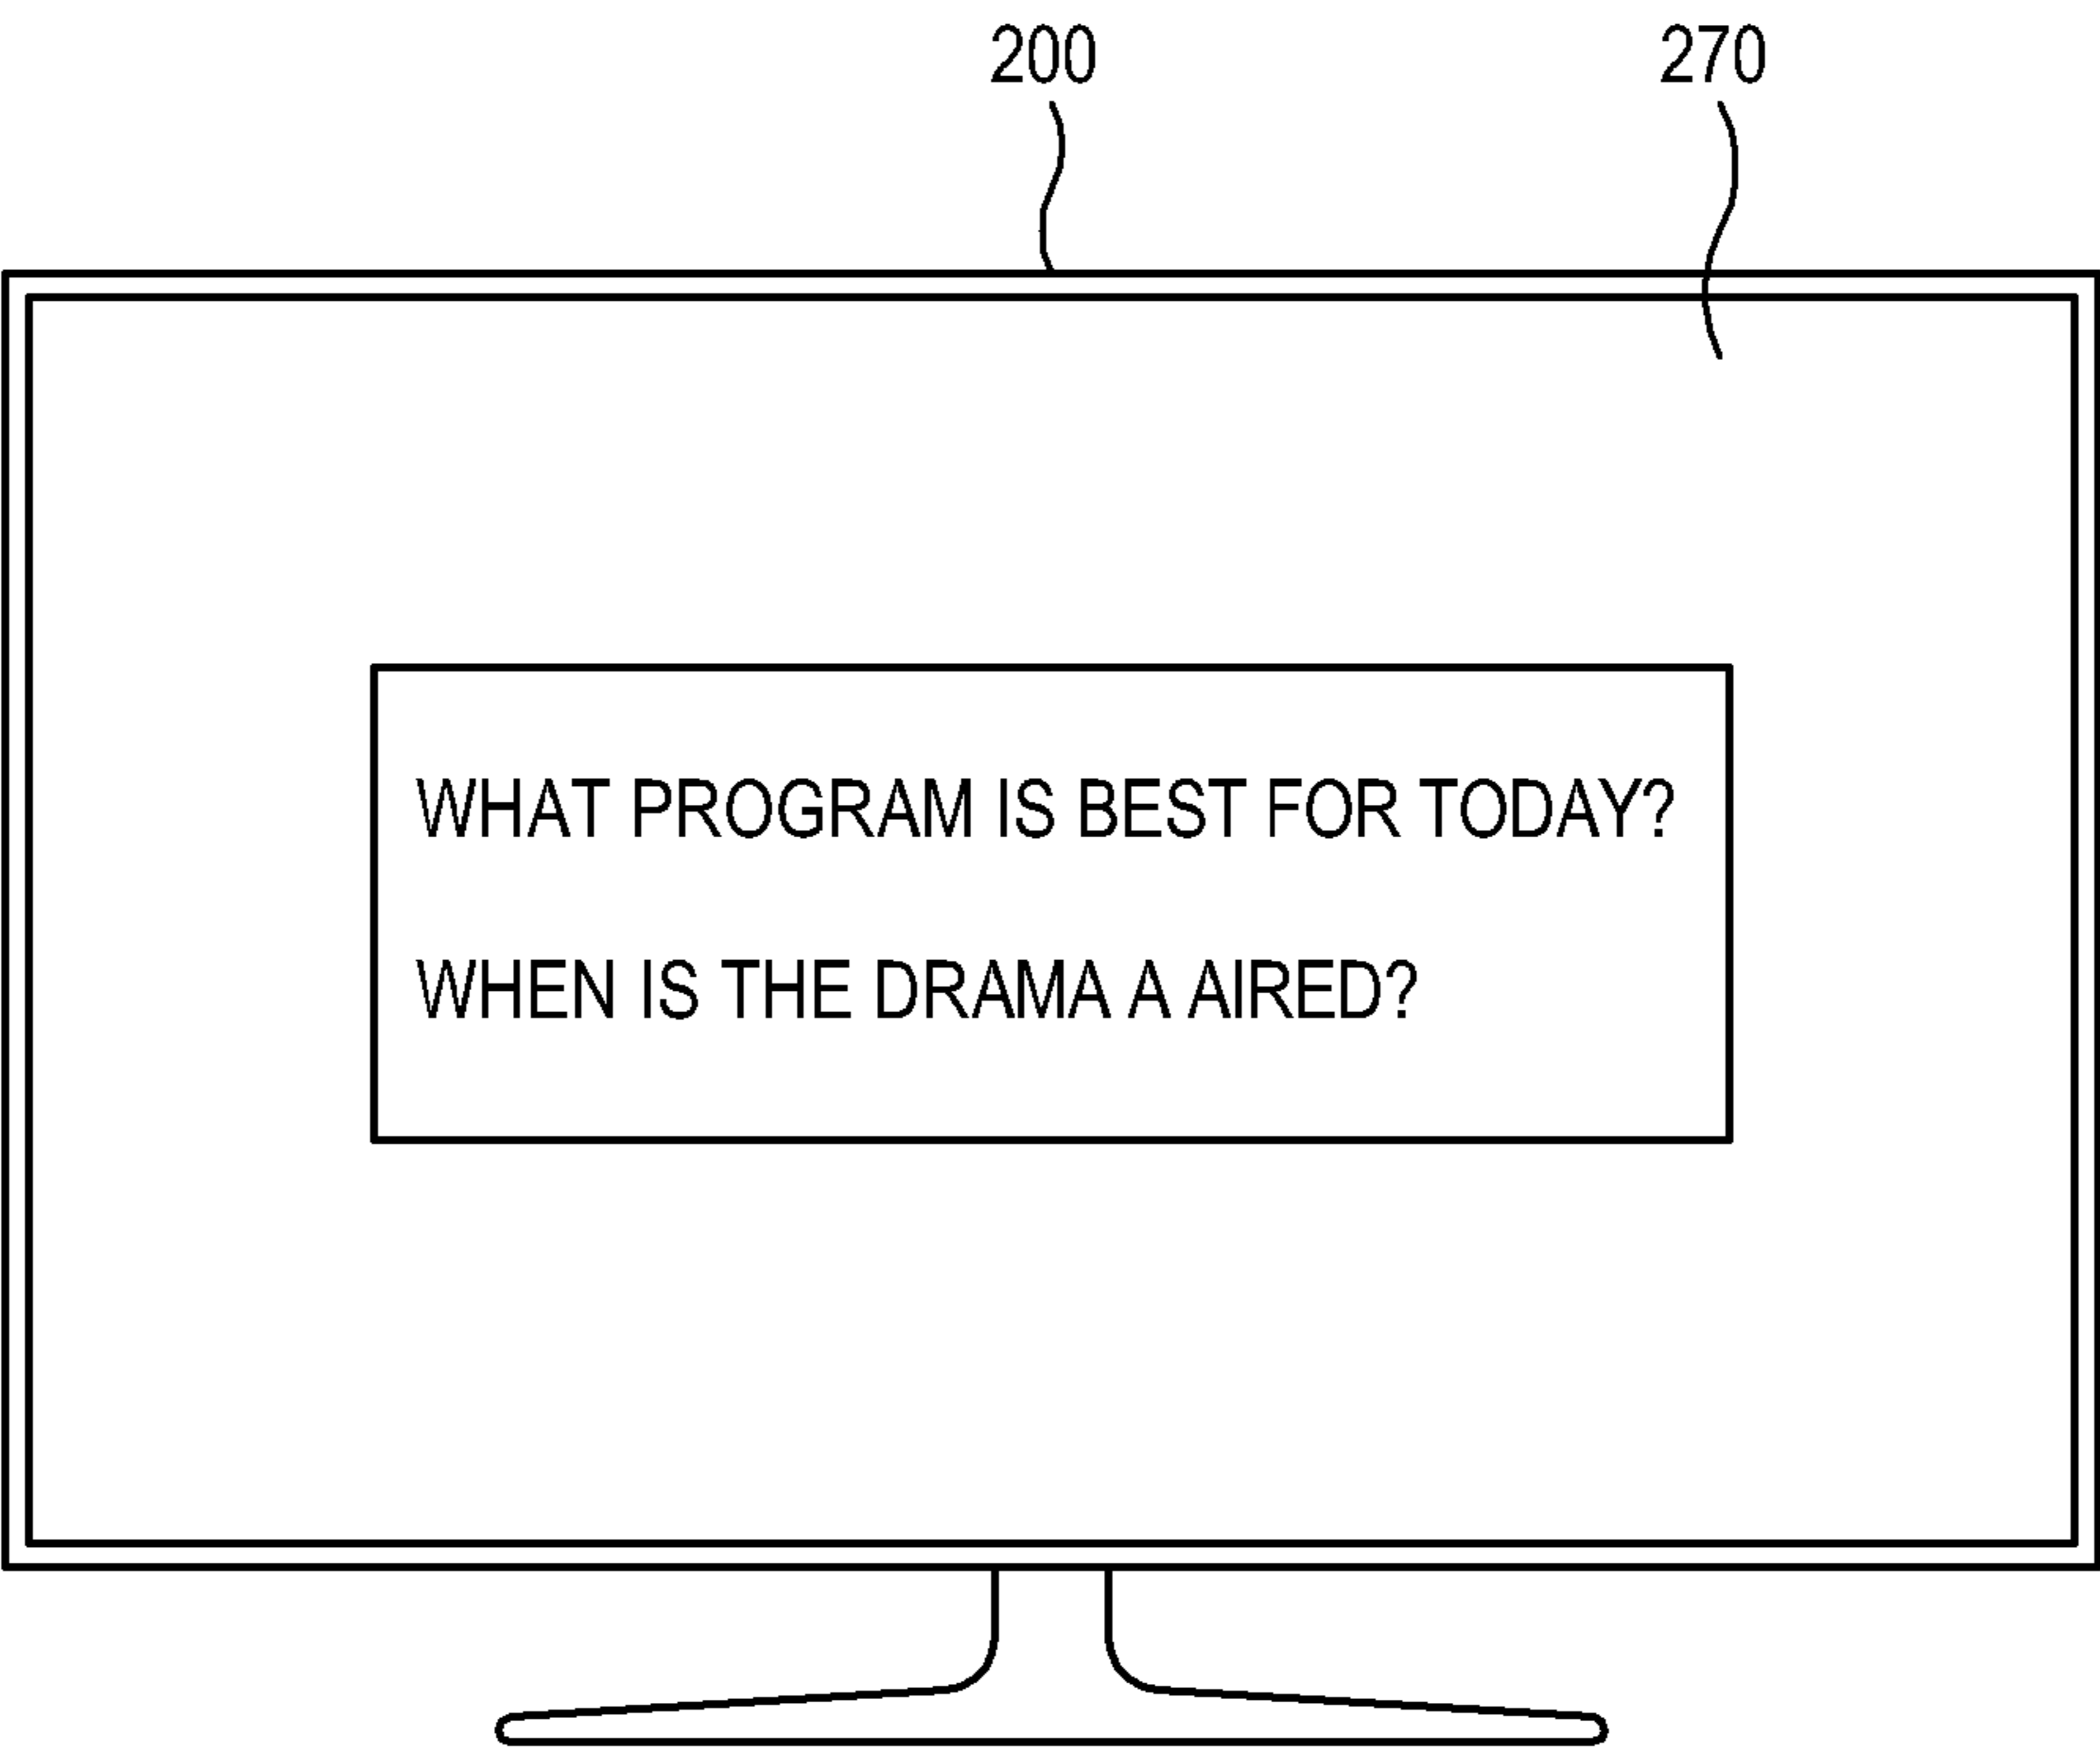 200 270
WHAT PROGRAM IS BEST FOR TODAY?
WHEN IS THE DRAMA A AIRED?